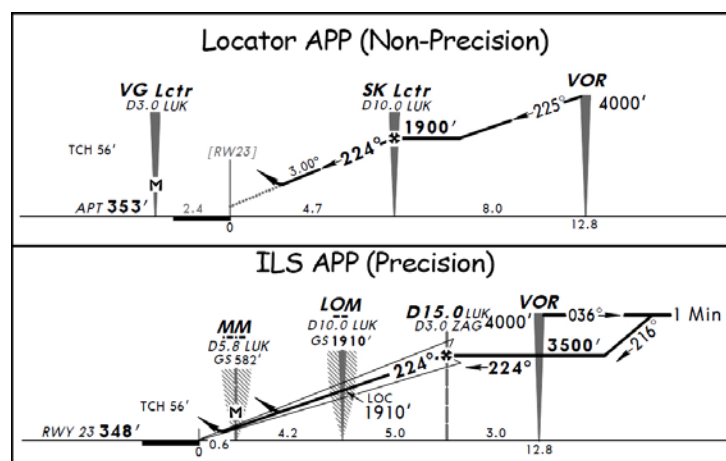 Locator APP (Non-Precision)
VG Lctr
D3.0 LUK
SK Lctr
D10.0 LUK
VOR
4000'
1900'
225°
TCH 56'
[RW23]
3.00°
224°
M
APT 353'
2.4
4.7
8.0
0
12.8
ILS APP (Precision)
MM
D5.8 LUK
GS 582'
LOM
D10.0 LUK
GS 1910'
D15.0 LUK
D3.0 ZAG
VOR
4000'
036°
1 Min
216°
3500'
224°
224°
TCH 56'
M
LOC
1910'
RWY 23 348'
0.6
4.2
5.0
3.0
0
12.8